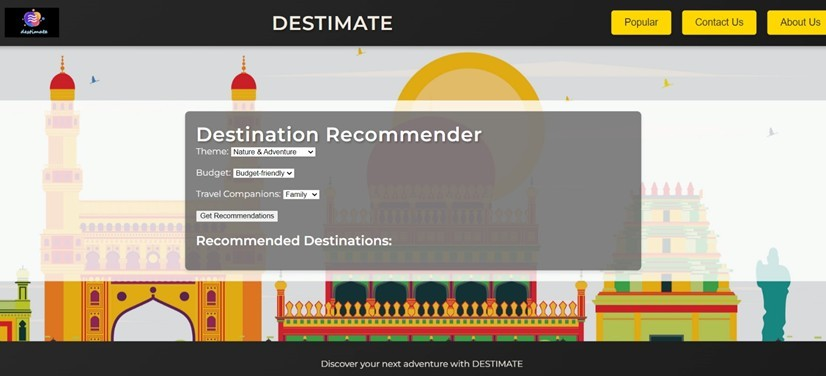 destimate
DESTIMATE
Popular
Contact Us
About Us
Destination Recommender
Theme: Nature & Adventure
Budget: Budget-friendly
Travel Companions: Family
Get Recommendations
Recommended Destinations:
Discover your next adventure with DESTIMATE